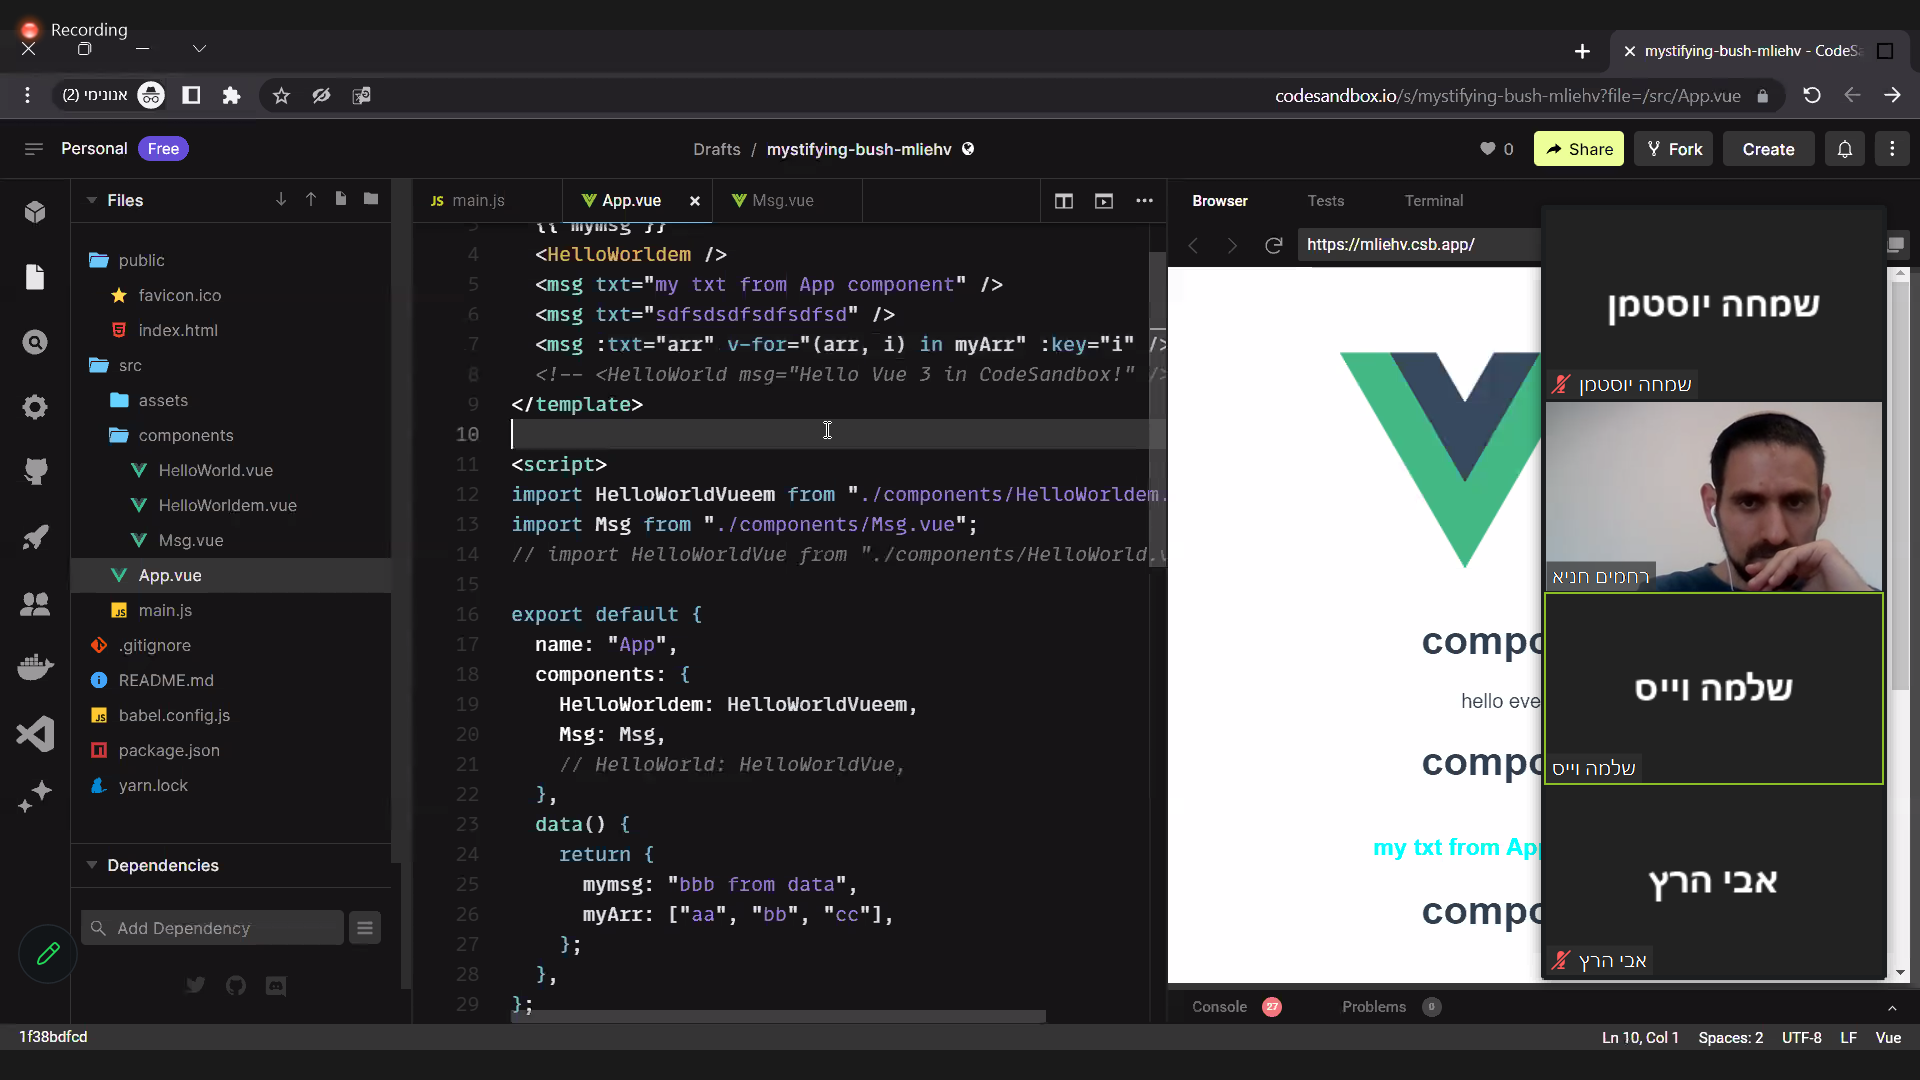 Recording
mystifying-bush-mliehv - CodeSa
אנונימי (2)
codesandbox.io/s/mystifying-bush-mliehv?file=/src/App.vue
Personal
Free
Drafts / mystifying-bush-mliehv
0
Share
Fork
Create
Files
public
favicon.ico
index.html
src
assets
components
HelloWorld.vue
HelloWorldem.vue
Msg.vue
App.vue
main.js
.gitignore
README.md
babel.config.js
package.json
yarn.lock
Dependencies
Add Dependency
JS main.js
App.vue
Msg.vue
3 {{ mymsg }}
4 <HelloWorldem />
5 <msg txt="my txt from App component" />
6 <msg txt="sdfsdsdfsdfsdfsd" />
7 <msg :txt="arr" v-for="(arr, i) in myArr" :key="i" />
8 <!-- <HelloWorld msg="Hello Vue 3 in CodeSandbox!" />
9 </template>
10
11 <script>
12 import HelloWorldVueem from "./components/HelloWorldem.
13 import Msg from "./components/Msg.vue";
14 // import HelloWorldVue from "./components/HelloWorld.v
15
16 export default {
17 name: "App",
18 components: {
19 HelloWorldem: HelloWorldVueem,
20 Msg: Msg,
21 // HelloWorld: HelloWorldVue,
22 },
23 data() {
24 return {
25 mymsg: "bbb from data",
26 myArr: ["aa", "bb", "cc"],
27 };
28 },
29 };
Browser
Tests
Terminal
https://mliehv.csb.app/
compo
hello eve
compo
my txt from App
compo
שמחה יוסטמן
שמחה יוסטמן
רחמים חניא
שלמה וייס
שלמה וייס
אבי הרץ
אבי הרץ
Console 27
Problems 0
1f38bdfcd
Ln 10, Col 1
Spaces: 2
UTF-8
LF
Vue